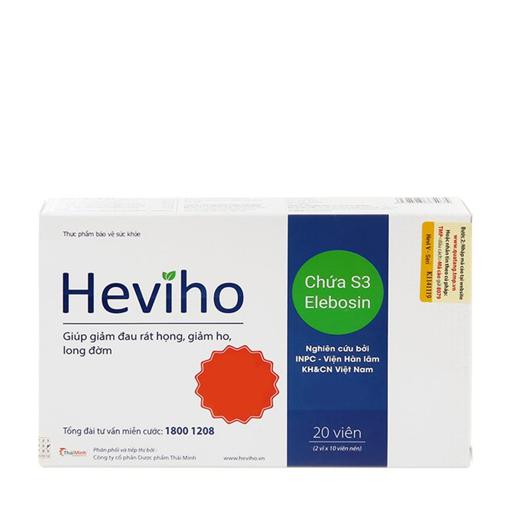 Thực phẩm bảo vệ sức khỏe
Heviho
Giúp giảm đau rát họng, giảm ho,
long đờm
Tổng đài tư vấn miễn cước: 1800 1208
TháiMinh
Phân phối và tiếp thị bởi:
Công ty cổ phần Dược phẩm Thái Minh
www.heviho.vn
Chứa S3
Elebosin
Nghiên cứu bởi
INPC - Viện Hàn lâm
KH&CN Việt Nam
20 viên
(2 vỉ x 10 viên nén)